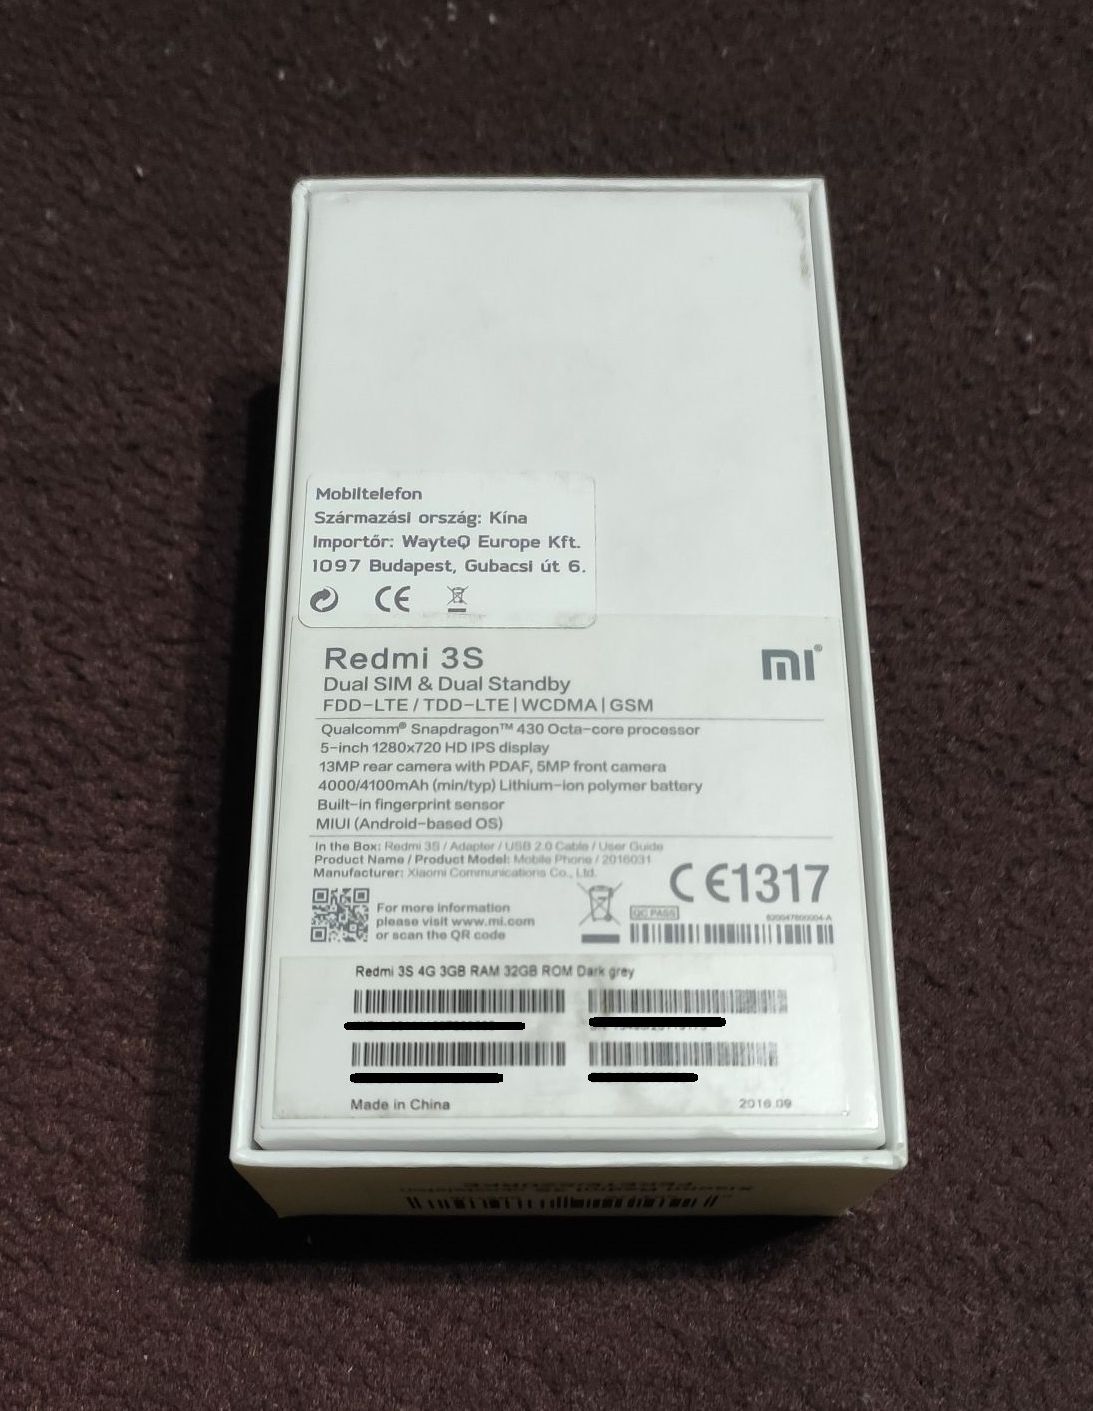 Mobiltelefon
Származási ország: Kína
Importőr: WayteQ Europe Kft.
1097 Budapest, Gubacsi út 6.
CE
Redmi 3S
mi®
Dual SIM & Dual Standby
FDD-LTE / TDD-LTE | WCDMA | GSM
Qualcomm® Snapdragon™ 430 Octa-core processor
5-inch 1280x720 HD IPS display
13MP rear camera with PDAF, 5MP front camera
4000/4100mAh (min/typ) Lithium-ion polymer battery
Built-in fingerprint sensor
MIUI (Android-based OS)
In the Box: Redmi 3S / Adapter / USB 2.0 Cable / User Guide
Product Name / Product Model: Mobile Phone / 2016031
Manufacturer: Xiaomi Communications Co., Ltd.
CE1317
For more information
please visit www.mi.com
or scan the QR code
QC PASS
Redmi 3S 4G 3GB RAM 32GB ROM Dark grey
Made in China
2016.09